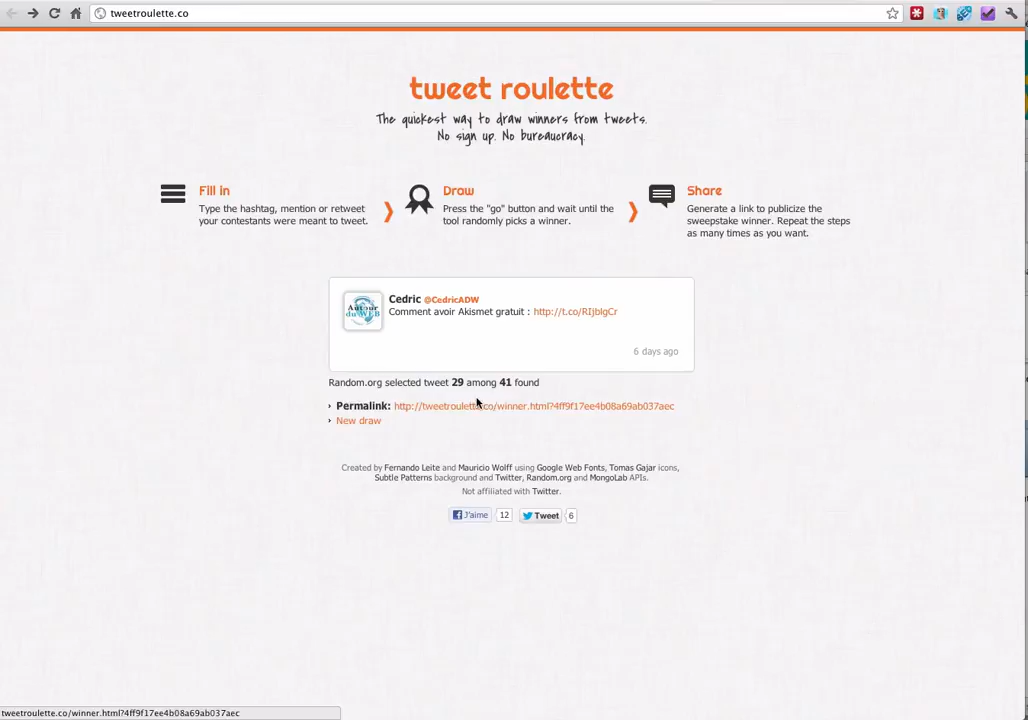 tweetroulette.co
tweet roulette
The quickest way to draw winners from tweets.
No sign up. No bureaucracy.
Fill in
Type the hashtag, mention or retweet
your contestants were meant to tweet.
Draw
Press the "go" button and wait until the
tool randomly picks a winner.
Share
Generate a link to publicize the
sweepstake winner. Repeat the steps
as many times as you want.
Autour
du WEB
Cedric @CedricADW
Comment avoir Akismet gratuit : http://t.co/RIjblgCr
6 days ago
Random.org selected tweet 29 among 41 found
› Permalink: http://tweetroulette.co/winner.html?4ff9f17ee4b08a69ab037aec
› New draw
Created by Fernando Leite and Mauricio Wolff using Google Web Fonts, Tomas Gajar icons,
Subtle Patterns background and Twitter, Random.org and MongoLab APIs.
Not affiliated with Twitter.
J'aime 12 Tweet 6
tweetroulette.co/winner.html?4ff9f17ee4b08a69ab037aec